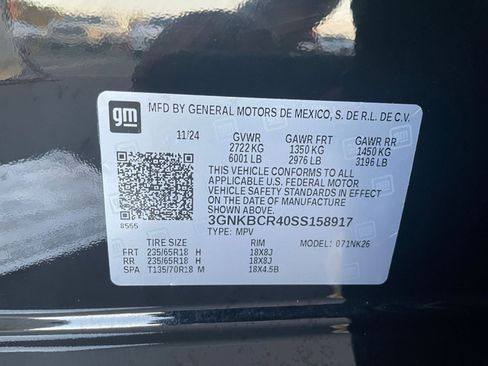 gm
MFD BY GENERAL MOTORS DE MEXICO, S. DE R.L. DE C.V.
11/24 GVWR GAWR FRT GAWR RR
2722 KG 1350 KG 1450 KG
6001 LB 2976 LB 3196 LB
THIS VEHICLE CONFORMS TO ALL
APPLICABLE U.S. FEDERAL MOTOR
VEHICLE SAFETY STANDARDS IN EFFECT
ON THE DATE OF MANUFACTURE SHOWN ABOVE.
3GNKBCR40SS158917
8555 TYPE: MPV
TIRE SIZE RIM MODEL: 071NK26
FRT 235/65R18 H 18X8J
RR 235/65R18 H 18X8J
SPA T135/70R18 M 18X4.5B